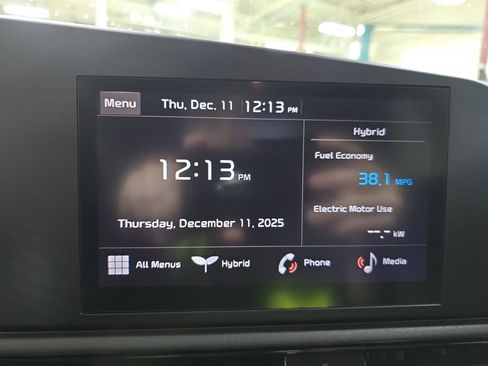 Menu
Thu, Dec. 11
12:13 PM
12:13 PM
Thursday, December 11, 2025
Hybrid
Fuel Economy
38.1 MPG
Electric Motor Use
--.- kW
All Menus
Hybrid
Phone
Media